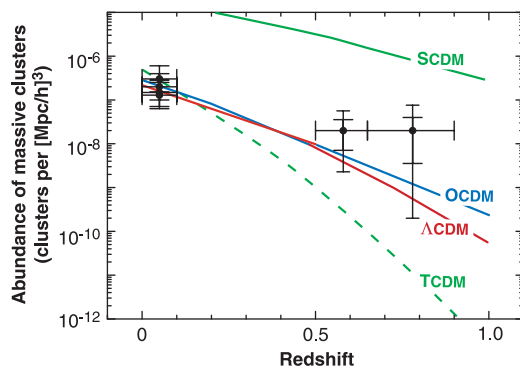 Abundance of massive clusters
(clusters per [Mpc/h]³)
10⁻⁶
10⁻⁸
10⁻¹⁰
10⁻¹²
SCDM
OCDM
ΛCDM
TCDM
0
0.5
1.0
Redshift